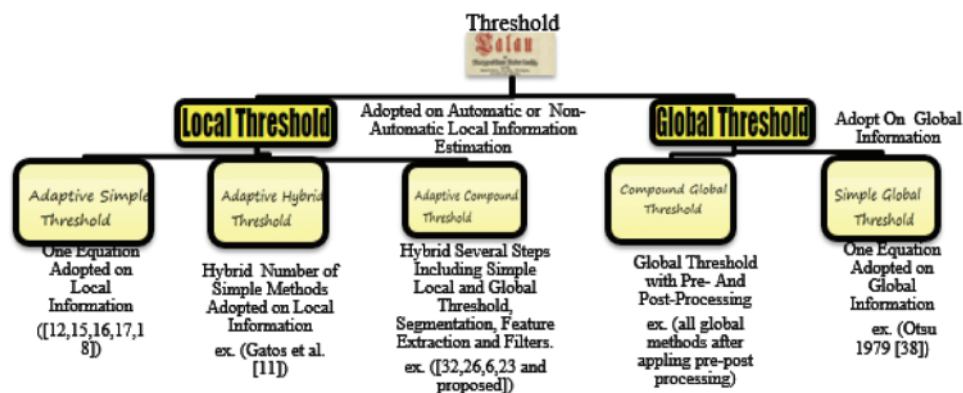 Threshold
Local Threshold
Adopted on Automatic or Non-
Automatic Local Information
Estimation
Global Threshold
Adopt On Global
Information
Adaptive Simple
Threshold
Adaptive Hybrid
Threshold
Adaptive Compound
Threshold
Compound Global
Threshold
Simple Global
Threshold
One Equation
Adopted on
Local
Information
([12,15,16,17,1
8])
Hybrid Number of
Simple Methods
Adopted on Local
Information
ex. (Gatos et al.
[11])
Hybrid Several Steps
Including Simple
Local and Global
Threshold,
Segmentation, Feature
Extraction and Filters.
ex. ([32,26,6,23 and
proposed])
Global Threshold
with Pre- And
Post-Processing
ex. (all global
methods after
appling pre-post
processing)
One Equation
Adopted on
Global
Information
ex. (Otsu
1979 [38])